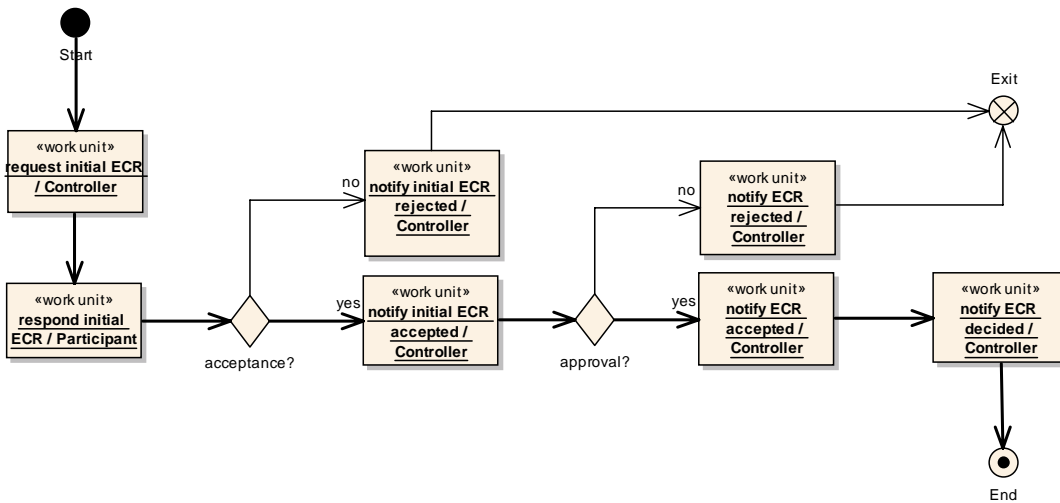 Start
«work unit»
request initial ECR
/ Controller
«work unit»
respond initial
ECR / Participant
acceptance?
no
«work unit»
notify initial ECR
rejected /
Controller
yes
«work unit»
notify initial ECR
accepted /
Controller
approval?
no
«work unit»
notify ECR
rejected /
Controller
yes
«work unit»
notify ECR
accepted /
Controller
«work unit»
notify ECR
decided /
Controller
Exit
End